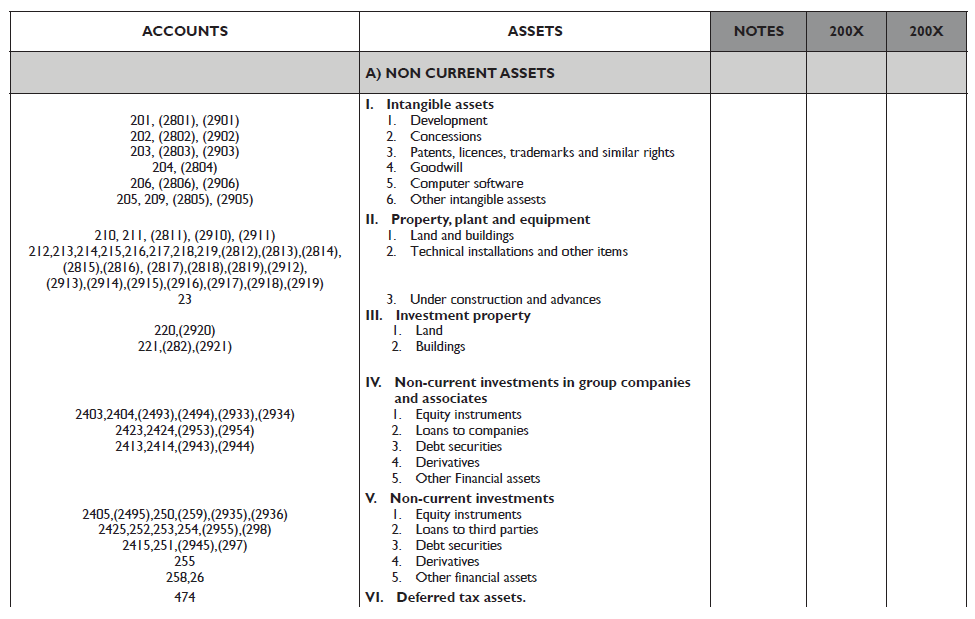 ACCOUNTS ASSETS NOTES 200X 200X
A) NON CURRENT ASSETS
I. Intangible assets
201, (2801), (2901) 1. Development
202, (2802), (2902) 2. Concessions
203, (2803), (2903) 3. Patents, licences, trademarks and similar rights
204, (2804) 4. Goodwill
206, (2806), (2906) 5. Computer software
205, 209, (2805), (2905) 6. Other intangible assests
II. Property, plant and equipment
210, 211, (2811), (2910), (2911) 1. Land and buildings
212,213,214,215,216,217,218,219,(2812),(2813),(2814), 2. Technical installations and other items
(2815),(2816), (2817),(2818),(2819),(2912),
(2913),(2914),(2915),(2916),(2917),(2918),(2919)
23 3. Under construction and advances
III. Investment property
220,(2920) 1. Land
221,(282),(2921) 2. Buildings
IV. Non-current investments in group companies
and associates
2403,2404,(2493),(2494),(2933),(2934) 1. Equity instruments
2423,2424,(2953),(2954) 2. Loans to companies
2413,2414,(2943),(2944) 3. Debt securities
4. Derivatives
5. Other Financial assets
V. Non-current investments
2405,(2495),250,(259),(2935),(2936) 1. Equity instruments
2425,252,253,254,(2955),(298) 2. Loans to third parties
2415,251,(2945),(297) 3. Debt securities
255 4. Derivatives
258,26 5. Other financial assets
474 VI. Deferred tax assets.